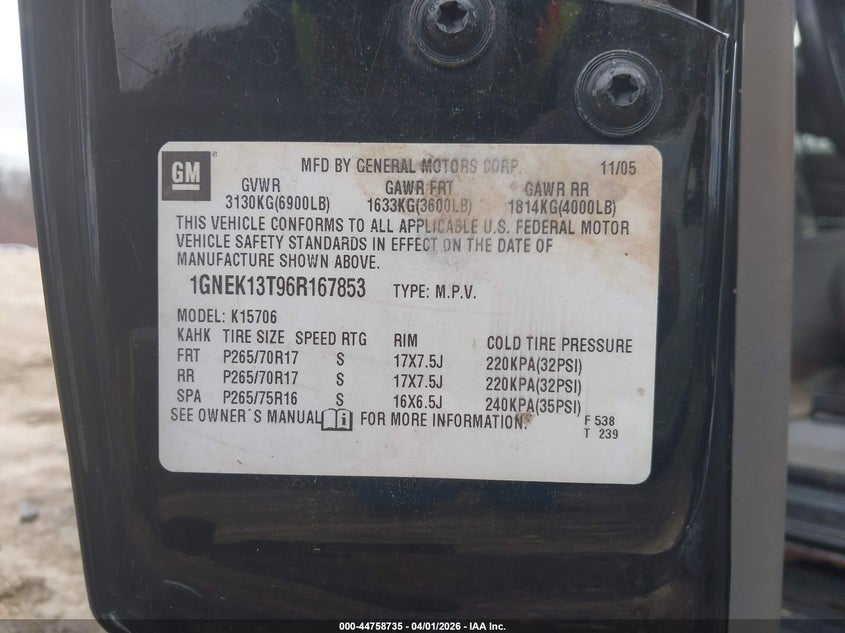 GM
MFD BY GENERAL MOTORS CORP. 11/05
GVWR GAWR FRT GAWR RR
3130KG(6900LB) 1633KG(3600LB) 1814KG(4000LB)
THIS VEHICLE CONFORMS TO ALL APPLICABLE U.S. FEDERAL MOTOR
VEHICLE SAFETY STANDARDS IN EFFECT ON THE DATE OF
MANUFACTURE SHOWN ABOVE.
1GNEK13T96R167853 TYPE: M.P.V.
MODEL: K15706
KAHK TIRE SIZE SPEED RTG RIM COLD TIRE PRESSURE
FRT P265/70R17 S 17X7.5J 220KPA(32PSI)
RR P265/70R17 S 17X7.5J 220KPA(32PSI)
SPA P265/75R16 S 16X6.5J 240KPA(35PSI)
SEE OWNER'S MANUAL i FOR MORE INFORMATION.
F 538
T 239
000-44758735 - 04/01/2026 - IAA Inc.